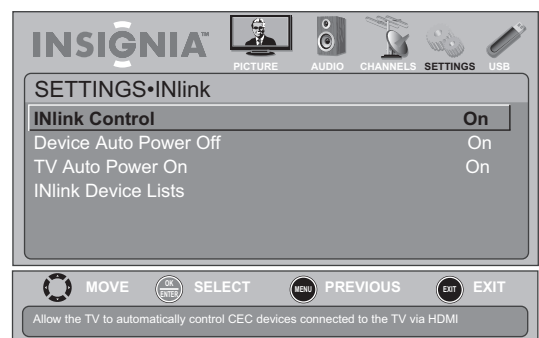 INSIGNIA™
PICTURE AUDIO CHANNELS SETTINGS USB
SETTINGS•INlink
INlink Control On
Device Auto Power Off On
TV Auto Power On On
INlink Device Lists
MOVE OK ENTER SELECT MENU PREVIOUS EXIT EXIT
Allow the TV to automatically control CEC devices connected to the TV via HDMI